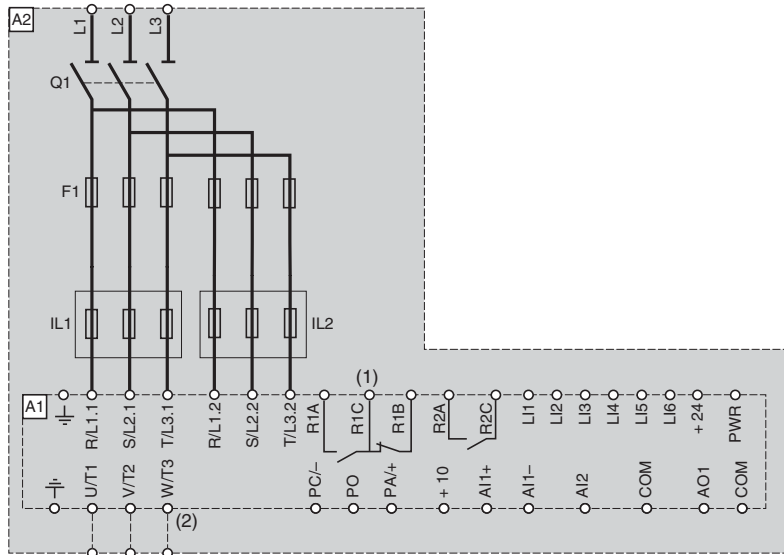 A2
L1 L2 L3
Q1
F1
IL1 IL2
(1)
A1
R/L1.1 S/L2.1 T/L3.1 R/L1.2 S/L2.2 T/L3.2 R1A R1C R1B R2A R2C LI1 LI2 LI3 LI4 LI5 LI6 + 24 PWR
U/T1 V/T2 W/T3 PC/– PO PA/+ + 10 AI1+ AI1– AI2 COM AO1 COM
(2)